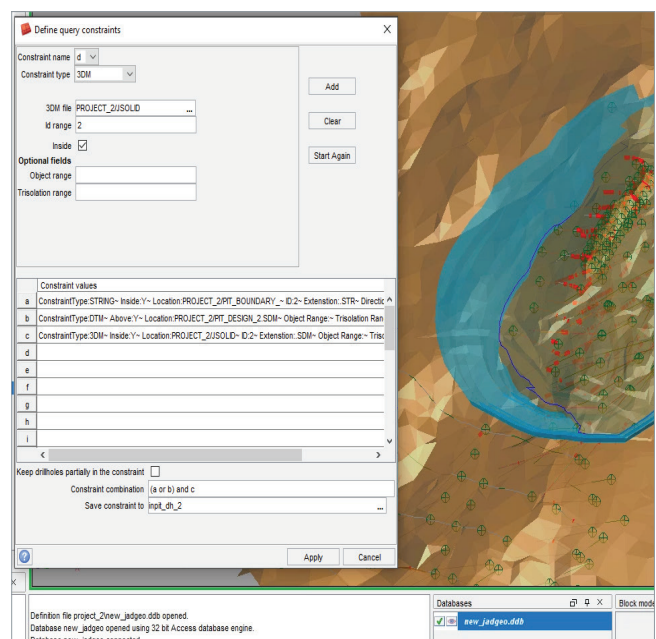 Define query constraints X
Constraint name d
Constraint type 3DM
Add
3DM file PROJECT_2/JSOLID ...
Id range 2
Clear
Inside
Optional fields
Start Again
Object range
Trisolation range
Constraint values
a ConstraintType:STRING~ Inside:Y~ Location:PROJECT_2/PIT_BOUNDARY_~ ID:2~ Extenstion:.STR~ Directic
b ConstraintType:DTM~ Above:Y~ Location:PROJECT_2/PIT_DESIGN_2.SDM~ Object Range:~ Trisolation Ran
c ConstraintType:3DM~ Inside:Y~ Location:PROJECT_2/JSOLID~ ID:2~ Extenstion:.SDM~ Object Range:~ Trisc
d
e
f
g
h
i
Keep drillholes partially in the constraint
Constraint combination (a or b) and c
Save constraint to inpit_dh_2 ...
? Apply Cancel
Databases X Block mode
Definition file project_2\new_jadgeo.ddb opened.
new_jadgeo.ddb
Database new_jadgeo opened using 32 bit Access database engine.